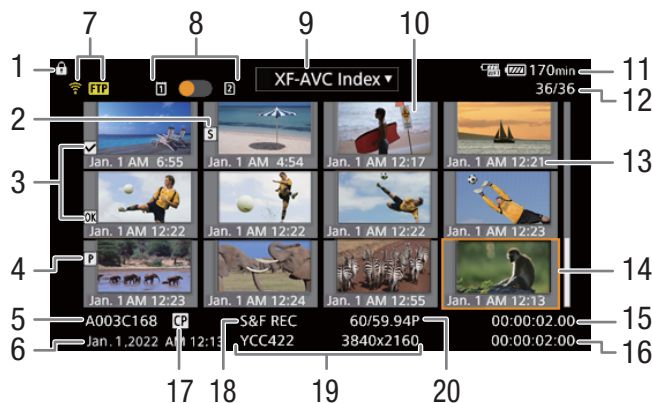 7 8 9 10
1 FTP 1 2 XF-AVC Index ▾ 170min 11
36/36 12
2 S
Jan. 1 AM 6:55 Jan. 1 AM 4:54 Jan. 1 AM 12:17 Jan. 1 AM 12:21 13
3
OK Jan. 1 AM 12:22 Jan. 1 AM 12:22 Jan. 1 AM 12:22 Jan. 1 AM 12:23
4 P 14
Jan. 1 AM 12:23 Jan. 1 AM 12:24 Jan. 1 AM 12:55 Jan. 1 AM 12:13
5 A003C168 CP S&F REC 60/59.94P 00:00:02.00 15
6 Jan. 1,2022 AM 12:13 YCC422 3840x2160 00:00:02:00 16
17 18 19 20